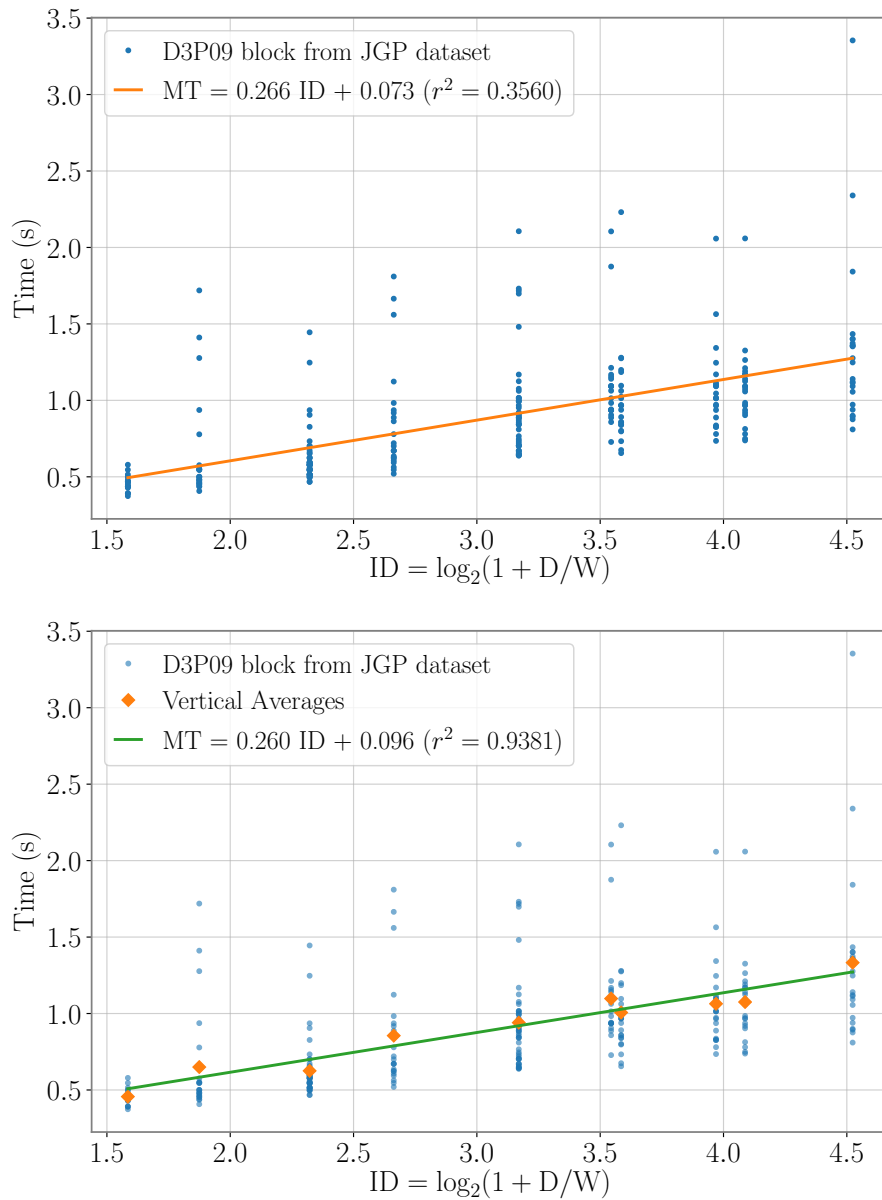 3.5
D3P09 block from JGP dataset
MT = 0.266 ID + 0.073 (r² = 0.3560)
3.0
2.5
2.0
1.5
1.0
0.5
Time (s)
1.5 2.0 2.5 3.0 3.5 4.0 4.5
ID = log₂(1 + D/W)
3.5
D3P09 block from JGP dataset
Vertical Averages
MT = 0.260 ID + 0.096 (r² = 0.9381)
3.0
2.5
2.0
1.5
1.0
0.5
Time (s)
1.5 2.0 2.5 3.0 3.5 4.0 4.5
ID = log₂(1 + D/W)